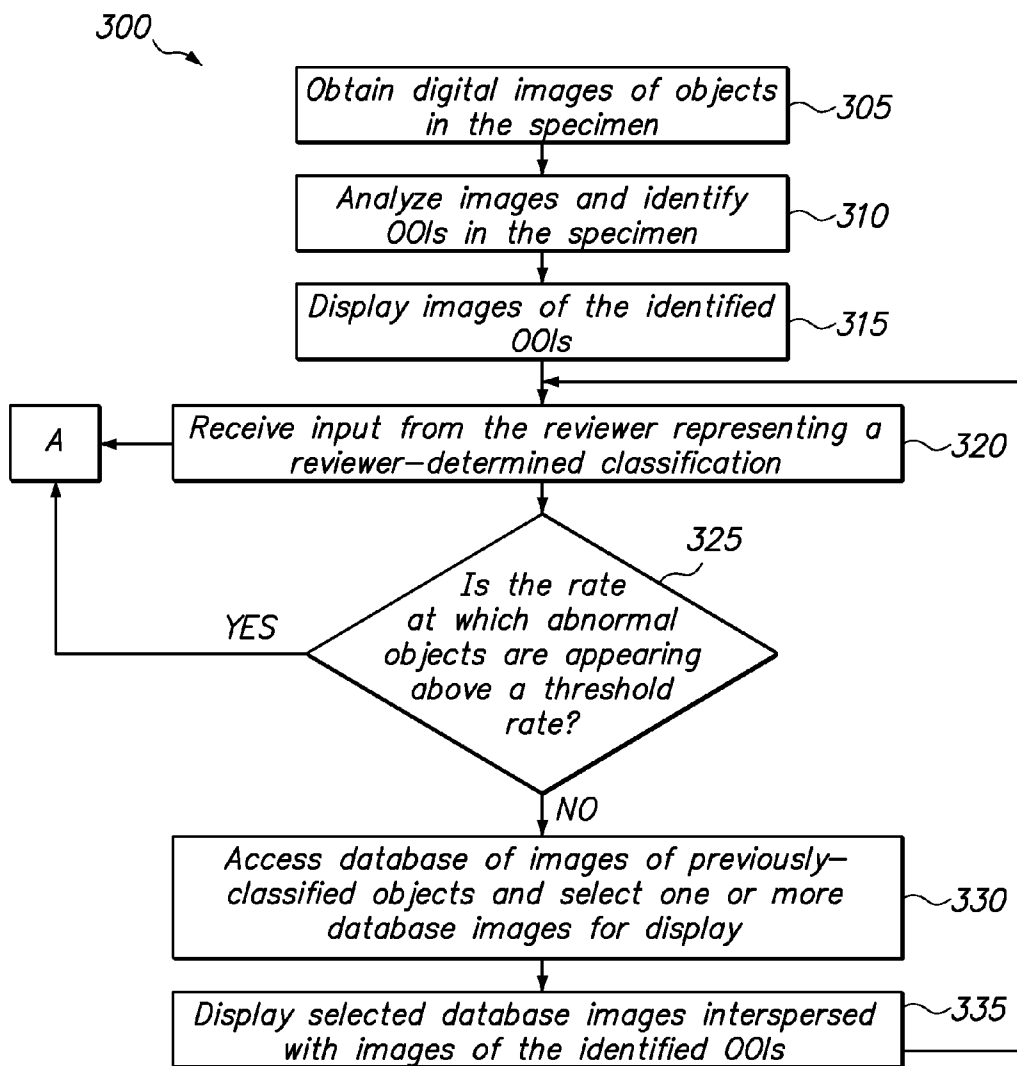 300
Obtain digital images of objects
in the specimen
305
Analyze images and identify
OOIs in the specimen
310
Display images of the identified
OOIs
315
A
Receive input from the reviewer representing a
reviewer-determined classification
320
325
Is the rate
at which abnormal
objects are appearing
above a threshold
rate?
YES
NO
Access database of images of previously-
classified objects and select one or more
database images for display
330
Display selected database images interspersed
with images of the identified OOIs
335